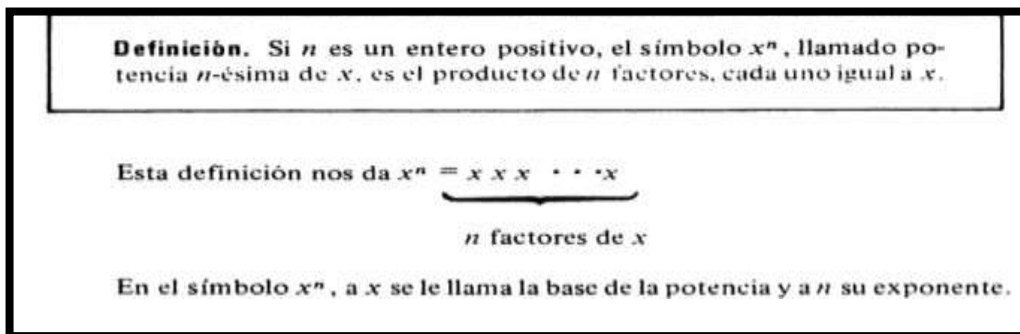 Definición. Si n es un entero positivo, el símbolo xⁿ, llamado po-
tencia n-ésima de x, es el producto de n factores, cada uno igual a x.
Esta definición nos da xⁿ = x x x · · ·x
n factores de x
En el símbolo xⁿ, a x se le llama la base de la potencia y a n su exponente.